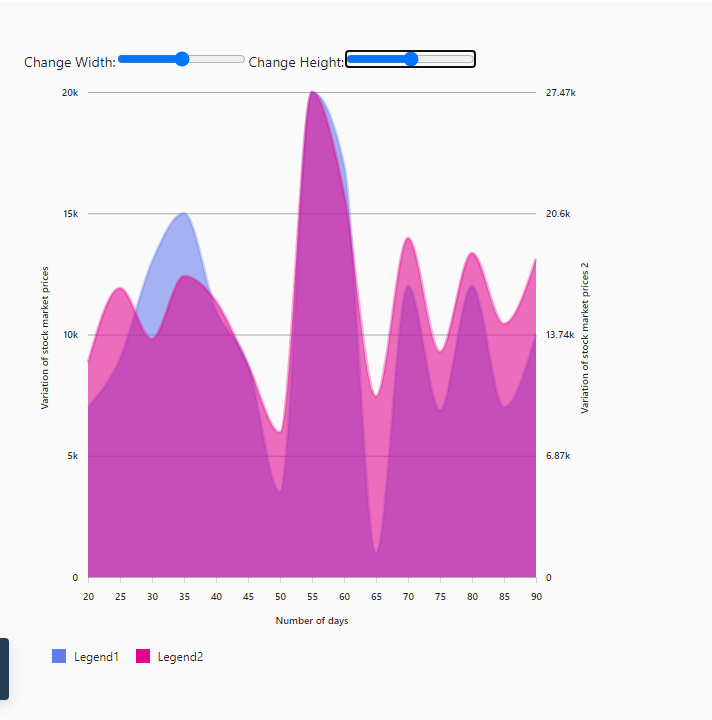 Change Width: Change Height:
20k 27.47k
15k 20.6k
10k 13.74k
5k 6.87k
0 0
Variation of stock market prices
Variation of stock market prices 2
20 25 30 35 40 45 50 55 60 65 70 75 80 85 90
Number of days
Legend1 Legend2